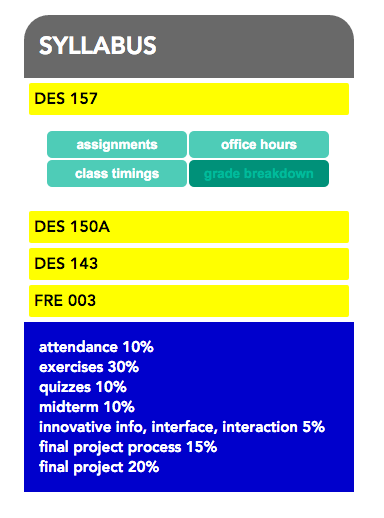 SYLLABUS
DES 157
assignments
office hours
class timings
grade breakdown
DES 150A
DES 143
FRE 003
attendance 10%
exercises 30%
quizzes 10%
midterm 10%
innovative info, interface, interaction 5%
final project process 15%
final project 20%